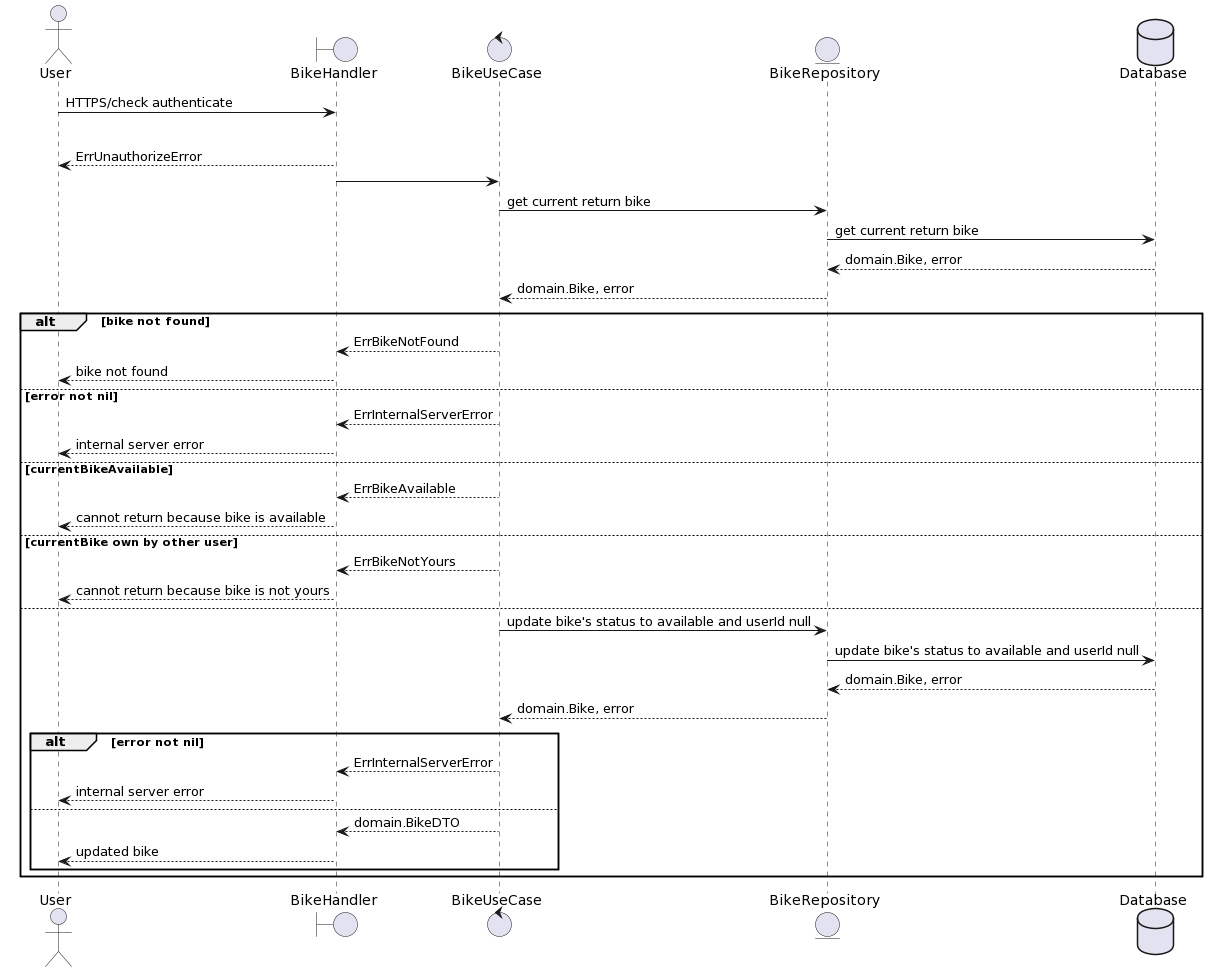 User
BikeHandler
BikeUseCase
BikeRepository
Database
HTTPS/check authenticate
ErrUnauthorizeError
get current return bike
get current return bike
domain.Bike, error
domain.Bike, error
alt [bike not found]
ErrBikeNotFound
bike not found
[error not nil]
ErrInternalServerError
internal server error
[currentBikeAvailable]
ErrBikeAvailable
cannot return because bike is available
[currentBike own by other user]
ErrBikeNotYours
cannot return because bike is not yours
update bike's status to available and userId null
update bike's status to available and userId null
domain.Bike, error
domain.Bike, error
alt [error not nil]
ErrInternalServerError
internal server error
domain.BikeDTO
updated bike
User
BikeHandler
BikeUseCase
BikeRepository
Database